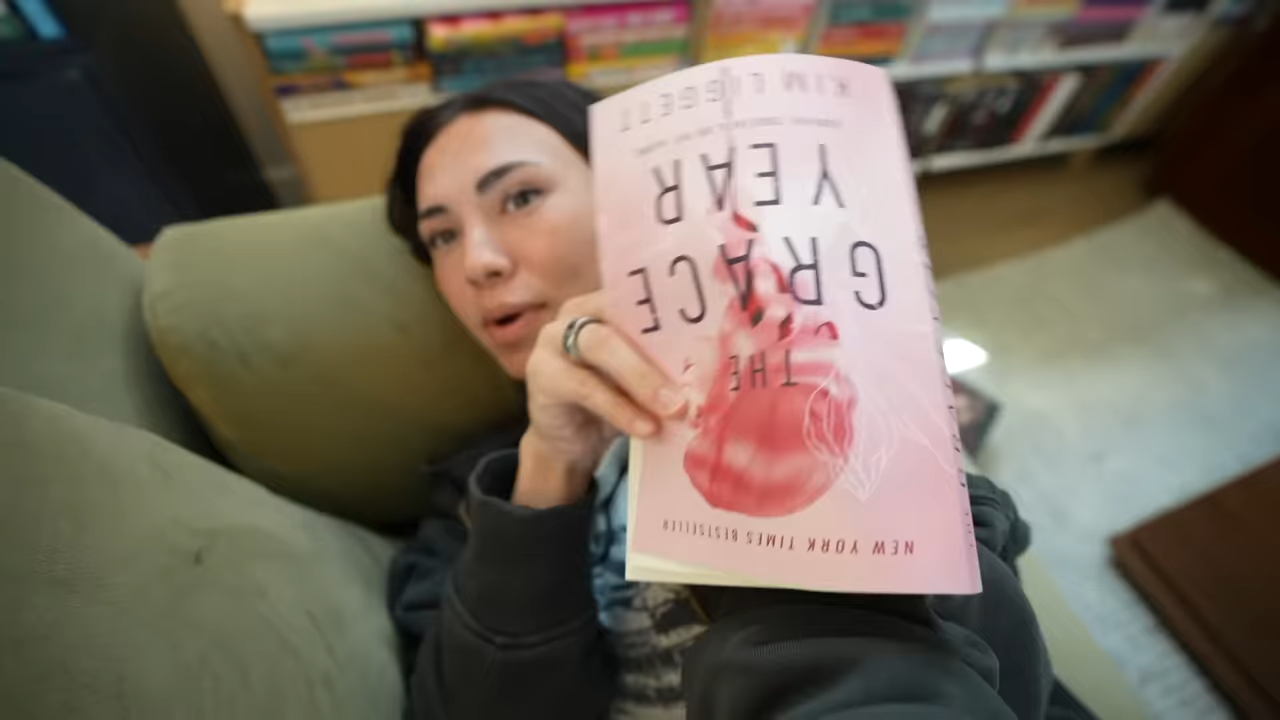 NEW YORK TIMES BESTSELLER
THE
GRACE
YEAR
KIM LIGGETT